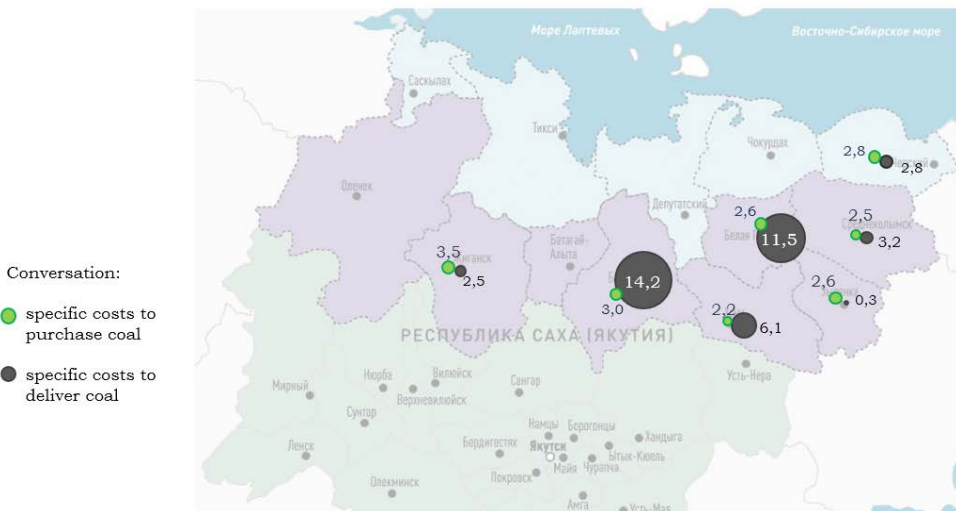 Море Лаптевых
Восточно-Сибирское море
Саскылах
Тикси
Чокурдах
2,8
2,8
Оленек
Депутатский
2,6
2,5
Среднеколымск
Белая
11,5
3,2
Батагай-
Алыта
3,5
2,5
14,2
3,0
2,6
0,3
2,2
6,1
Conversation:
specific costs to
purchase coal
specific costs to
deliver coal
РЕСПУБЛИКА САХА (ЯКУТИЯ)
Усть-Нера
Мирный
Нюрба
Вилюйск
Верхневилюйск
Сангар
Сунтор
Намцы
Борогонцы
Ленск
Бердигестях
Якутск
Хандыга
Ытык-Кюель
Майя
Чурапча
Покровск
Олекминск
Амга
Усть-Мая